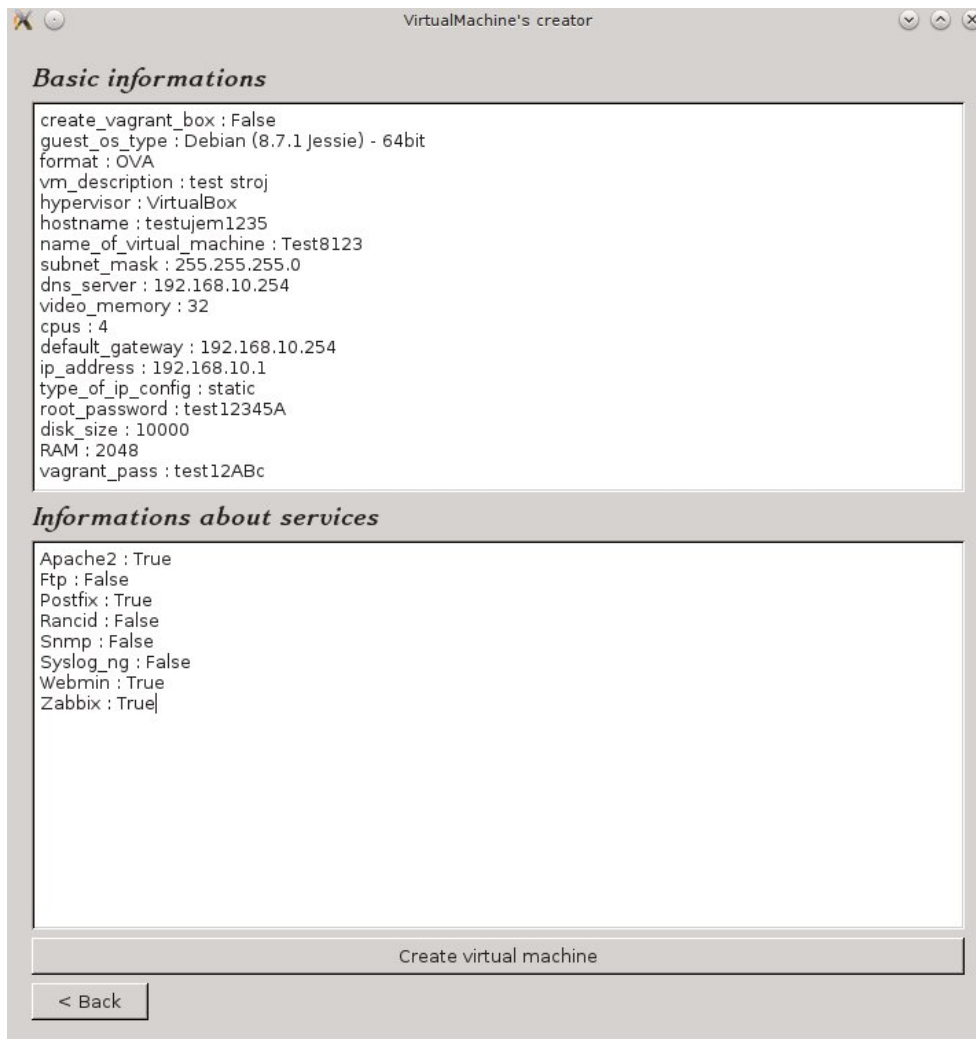 VirtualMachine's creator
Basic informations
create_vagrant_box : False
guest_os_type : Debian (8.7.1 Jessie) - 64bit
format : OVA
vm_description : test stroj
hypervisor : VirtualBox
hostname : testujem1235
name_of_virtual_machine : Test8123
subnet_mask : 255.255.255.0
dns_server : 192.168.10.254
video_memory : 32
cpus : 4
default_gateway : 192.168.10.254
ip_address : 192.168.10.1
type_of_ip_config : static
root_password : test12345A
disk_size : 10000
RAM : 2048
vagrant_pass : test12ABc
Informations about services
Apache2 : True
Ftp : False
Postfix : True
Rancid : False
Snmp : False
Syslog_ng : False
Webmin : True
Zabbix : True
Create virtual machine
< Back